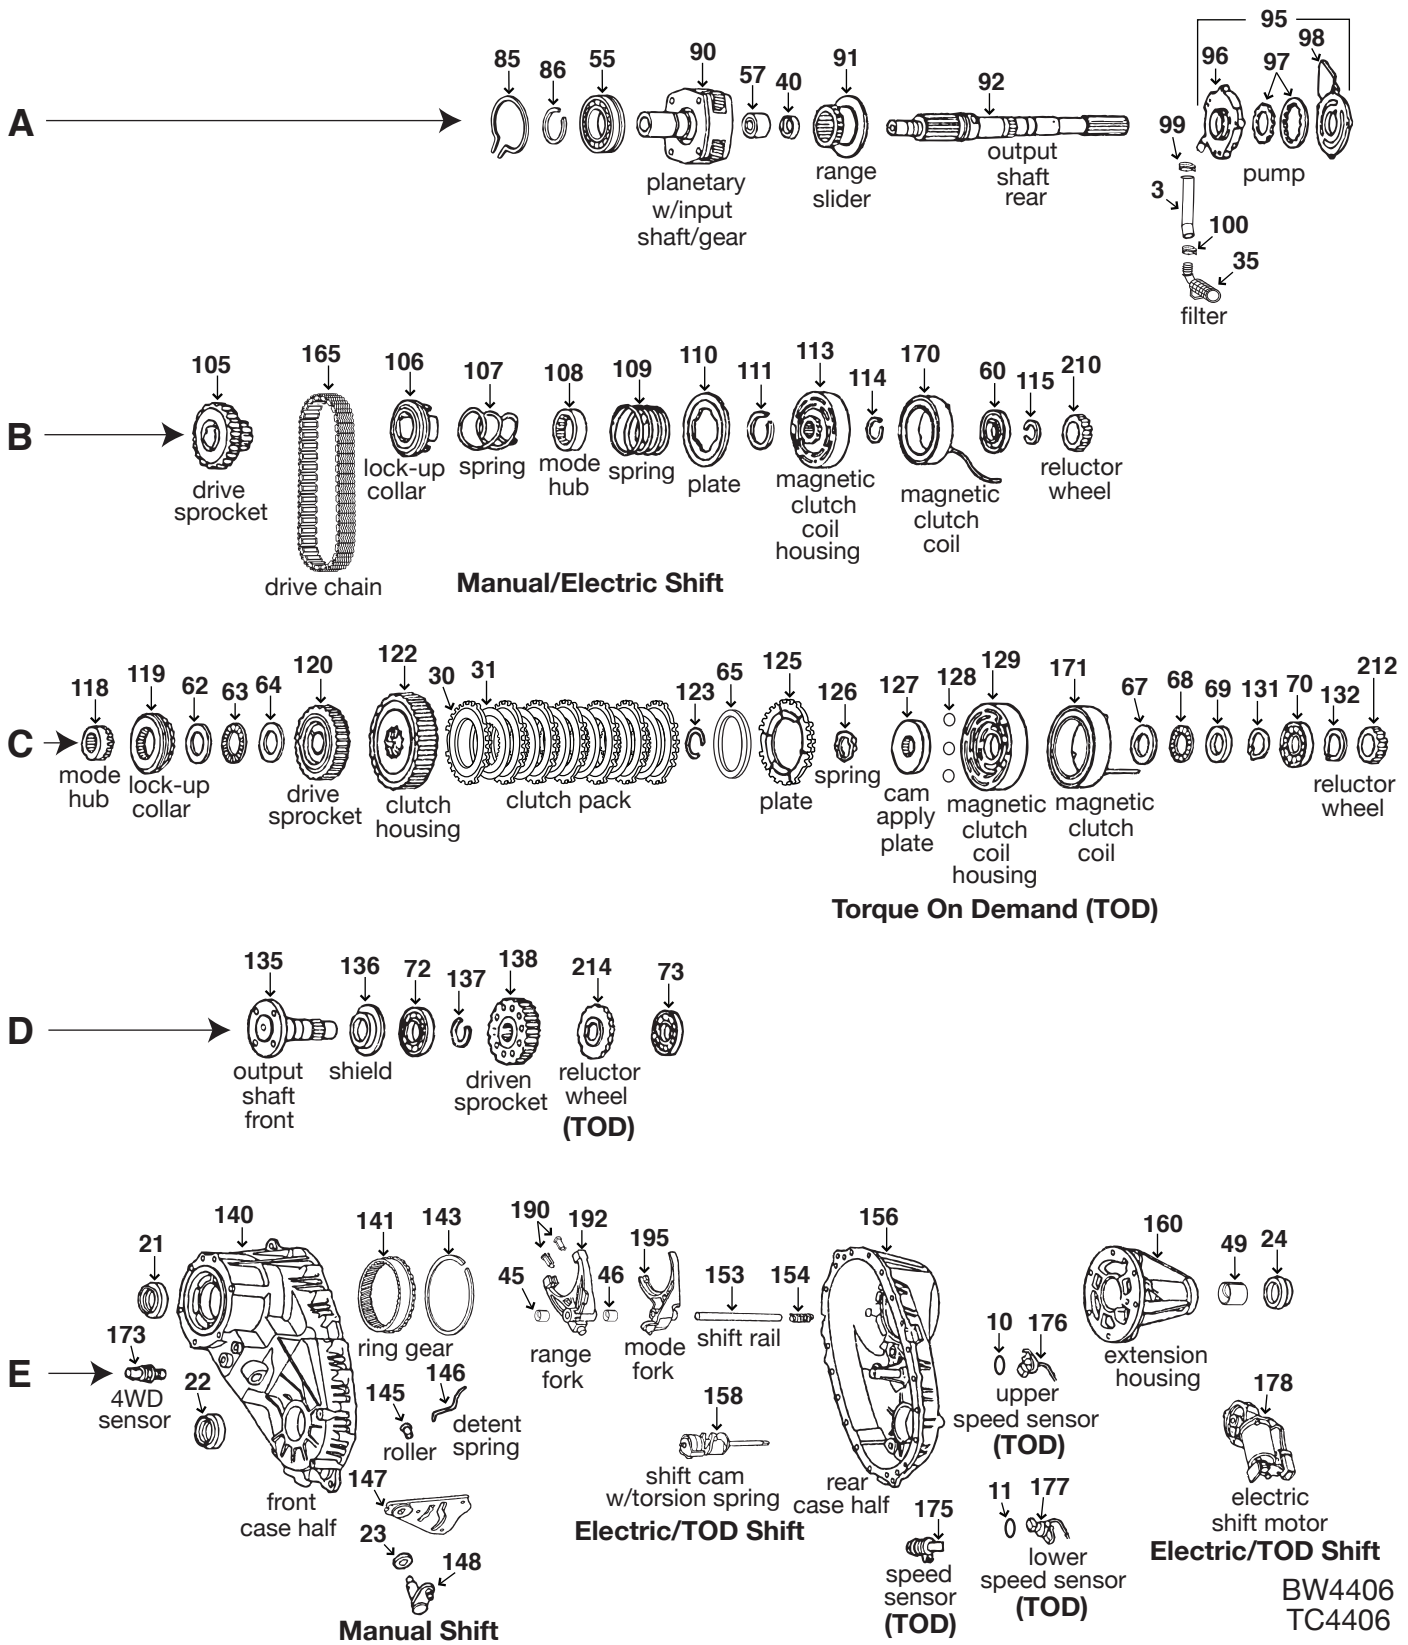 95
98
90
85
86
55
57
40
91
92
96
97
99
A
output
shaft
rear
range
slider
pump
planetary
w/input
shaft/gear
3
100
35
filter
105
165
106
107
108
109
110
111
113
114
170
60
115
210
B
lock-up
collar
spring
mode
hub
spring
plate
magnetic
clutch
coil
housing
magnetic
clutch
coil
reluctor
wheel
drive
sprocket
drive chain
Manual/Electric Shift
118
119
62
63
64
120
122
30
31
123
65
125
126
127
128
129
171
67
68
69
131
70
132
212
C
mode
hub
lock-up
collar
drive
sprocket
clutch
housing
clutch pack
plate
spring
cam
apply
plate
magnetic
clutch
coil
housing
magnetic
clutch
coil
reluctor
wheel
Torque On Demand (TOD)
135
136
72
137
138
214
73
D
output
shaft
front
shield
driven
sprocket
reluctor
wheel
(TOD)
140
141
143
190
192
195
156
160
21
45
46
153
154
49
24
173
10
176
E
4WD
sensor
22
ring gear
145
146
roller
detent
spring
range
fork
mode
fork
shift rail
158
shift cam
w/torsion spring
Electric/TOD Shift
rear
case half
upper
speed sensor
(TOD)
extension
housing
178
147
front
case half
23
148
Manual Shift
175
speed
sensor
(TOD)
11
177
lower
speed sensor
(TOD)
electric
shift motor
Electric/TOD Shift
BW4406
TC4406